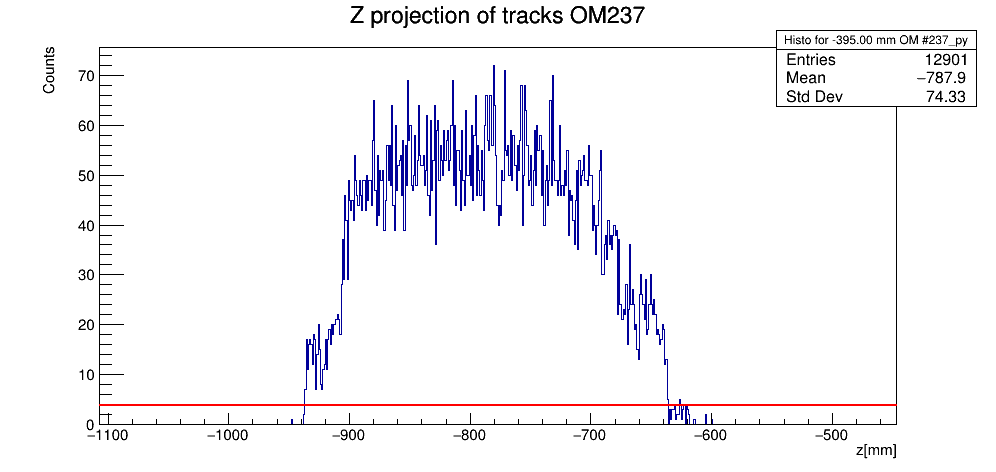 Z projection of tracks OM237
Histo for -395.00 mm OM #237_py
Entries 12901
Mean −787.9
Std Dev 74.33
Counts
70
60
50
40
30
20
10
0
−1100 −1000 −900 −800 −700 −600 −500
z[mm]